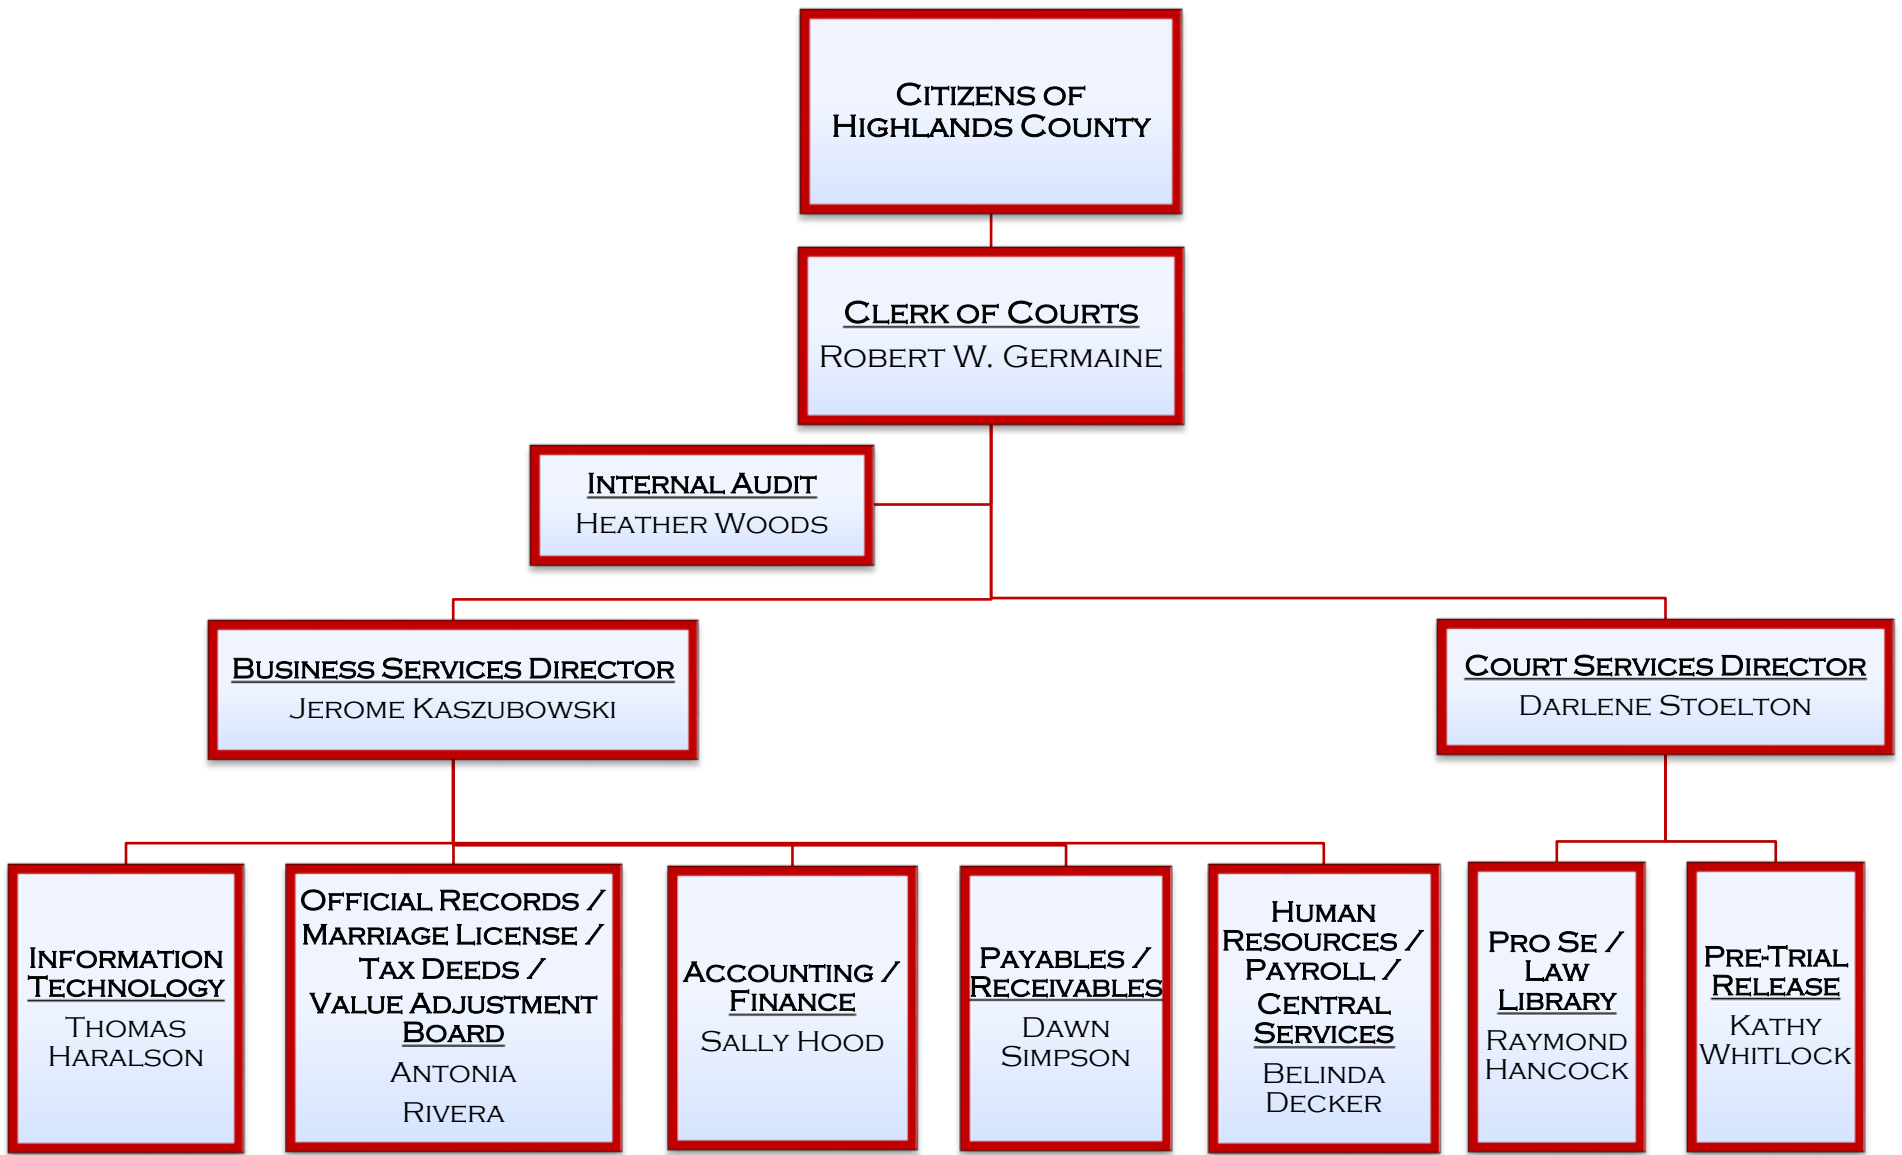 Citizens of
Highlands County
Clerk of Courts
Robert W. Germaine
Internal Audit
Heather Woods
Business Services Director
Jerome Kaszubowski
Court Services Director
Darlene Stoelton
Information
Technology
Thomas
Haralson
Official Records /
Marriage License /
Tax Deeds /
Value Adjustment
Board
Antonia
Rivera
Accounting /
Finance
Sally Hood
Payables /
Receivables
Dawn
Simpson
Human
Resources /
Payroll /
Central
Services
Belinda
Decker
Pro Se /
Law
Library
Raymond
Hancock
Pre-Trial
Release
Kathy
Whitlock